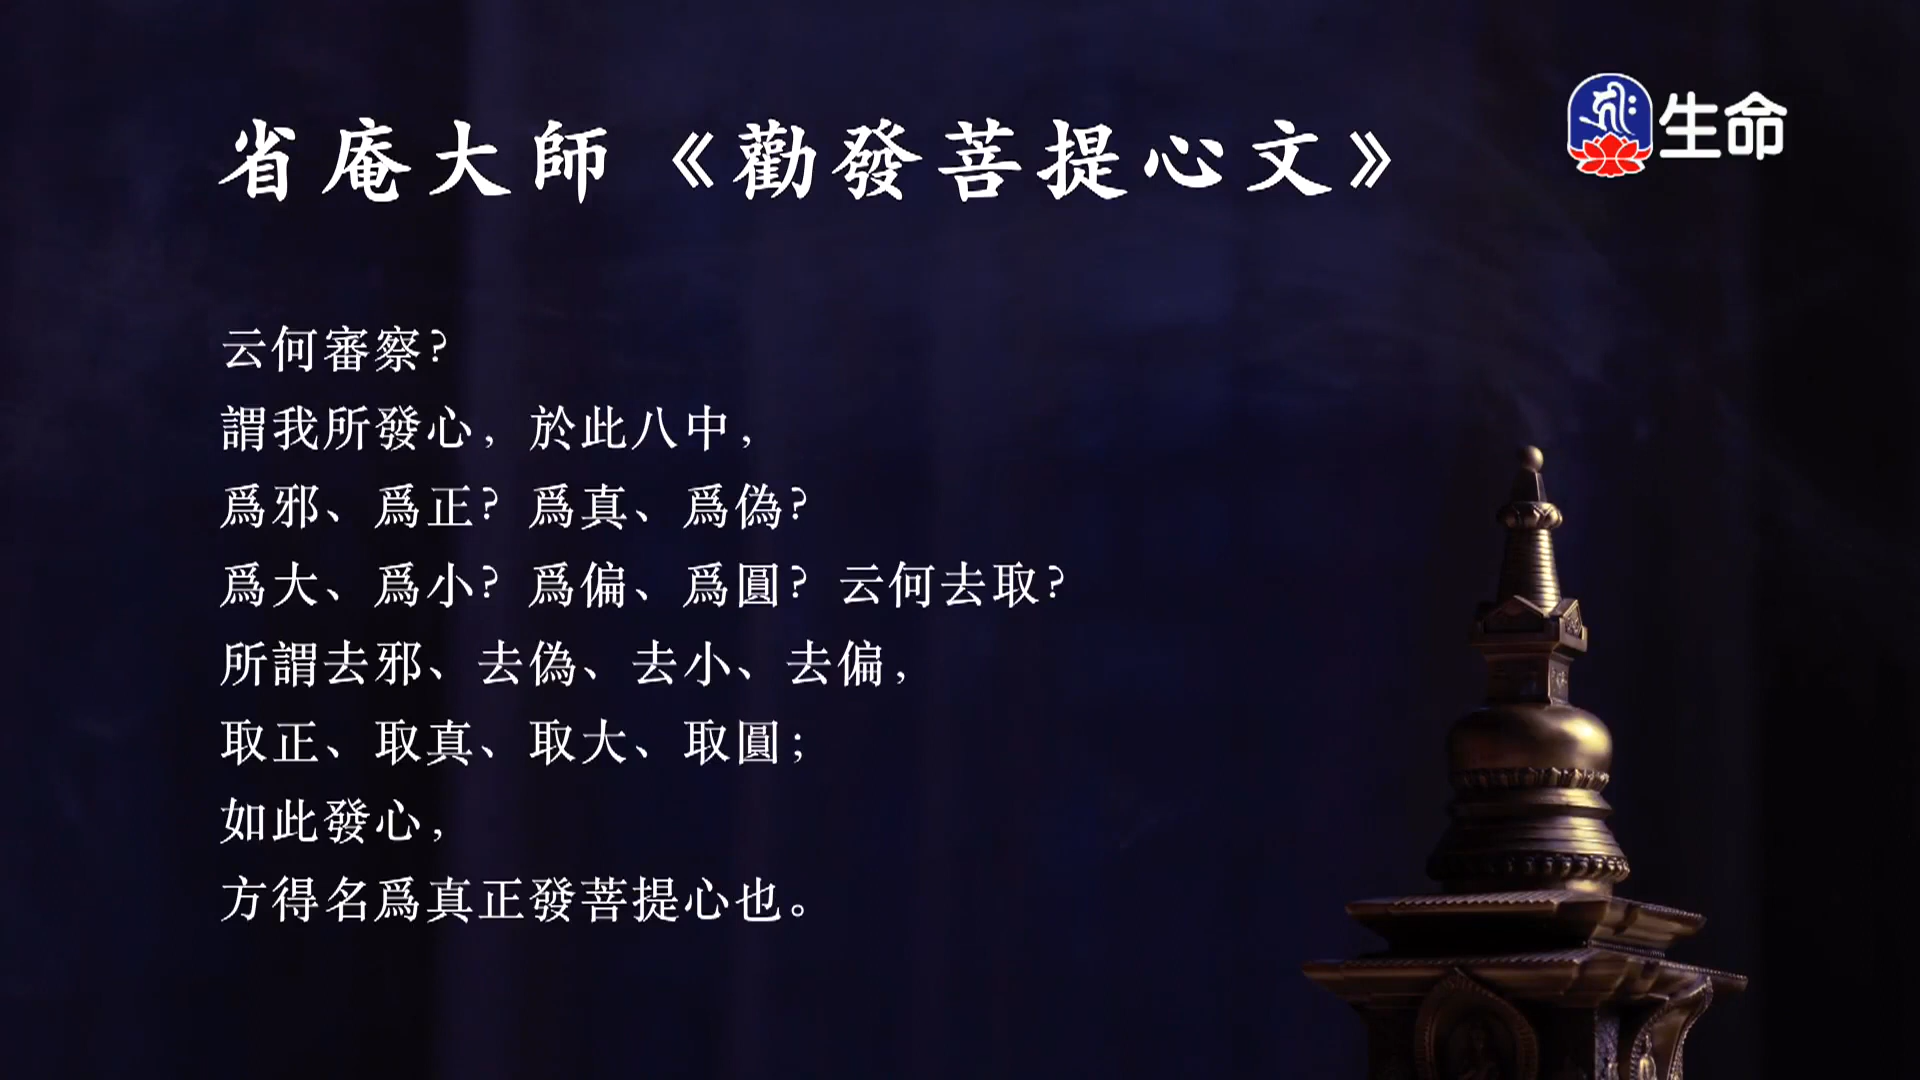 省庵大師《勸發菩提心文》
生命
云何審察?
謂我所發心，於此八中，
爲邪、爲正? 爲真、爲偽?
爲大、爲小? 爲偏、爲圓? 云何去取?
所謂去邪、去偽、去小、去偏，
取正、取真、取大、取圓；
如此發心，
方得名爲真正發菩提心也。